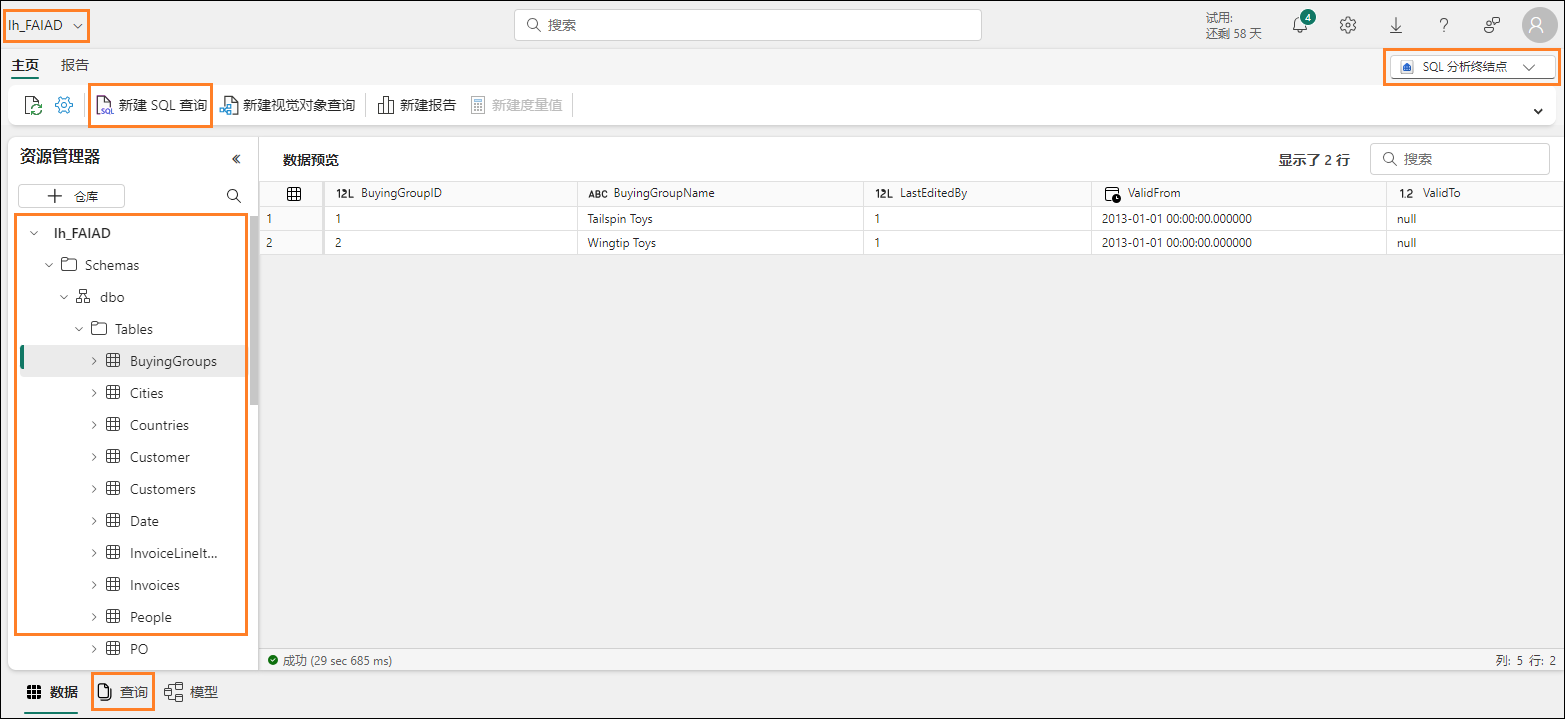 lh_FAIAD
搜索
试用:
还剩 58 天
4
主页 报告
SQL 分析终结点
新建 SQL 查询 新建视觉对象查询 新建报告 新建度量值
资源管理器
数据预览
显示了 2 行
搜索
仓库
BuyingGroupID BuyingGroupName LastEditedBy ValidFrom ValidTo
12L ABC 12L 1.2
1 1 Tailspin Toys 1 2013-01-01 00:00:00.000000 null
2 2 Wingtip Toys 1 2013-01-01 00:00:00.000000 null
lh_FAIAD
Schemas
dbo
Tables
BuyingGroups
Cities
Countries
Customer
Customers
Date
InvoiceLineIt...
Invoices
People
PO
成功 (29 sec 685 ms)
列: 5 行: 2
数据 查询 模型